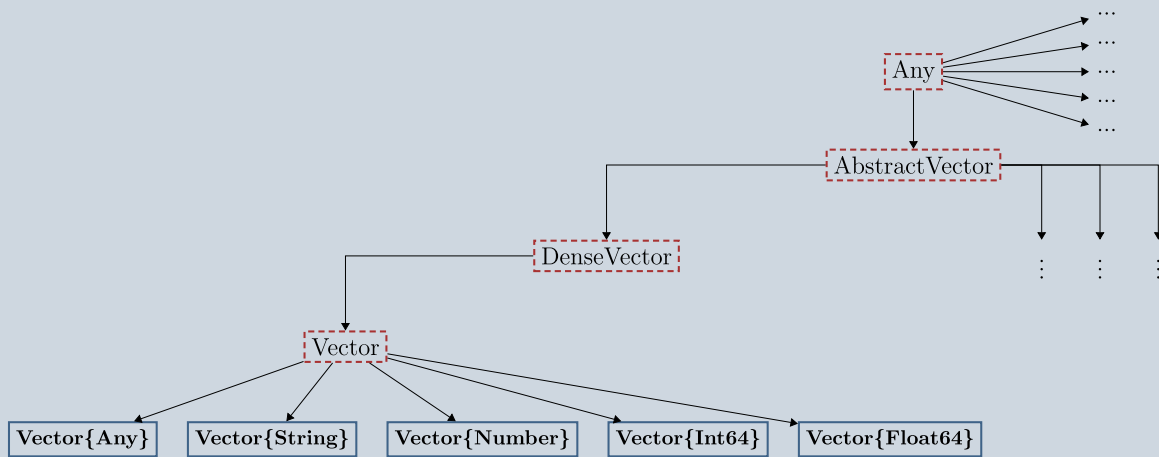 ...
...
Any ...
...
...
AbstractVector
DenseVector
⋮ ⋮ ⋮
Vector
Vector{Any} Vector{String} Vector{Number} Vector{Int64} Vector{Float64}